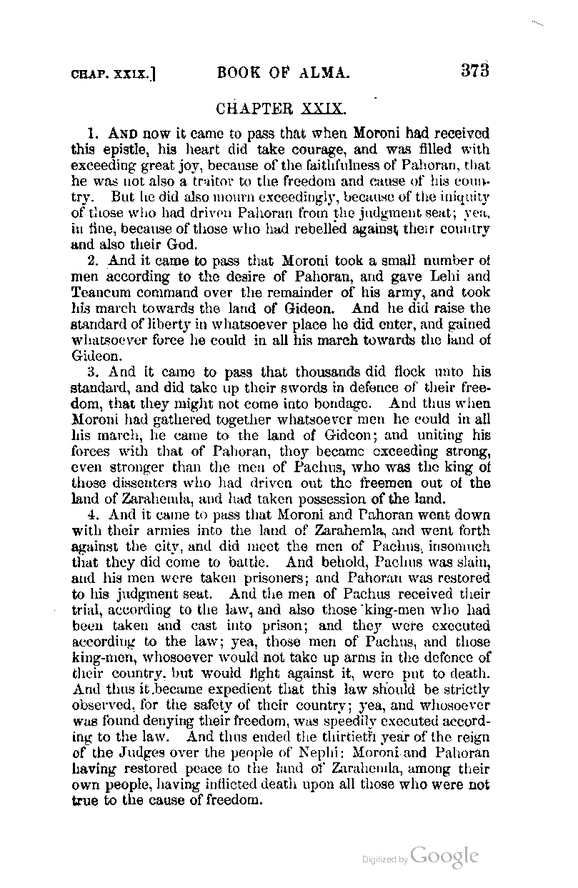 CHAP. XXIX.] BOOK OF ALMA. 373
CHAPTER XXIX.
1. AND now it came to pass that when Moroni had received
this epistle, his heart did take courage, and was filled with
exceeding great joy, because of the faithfulness of Pahoran, that
he was not also a traitor to the freedom and cause of his coun-
try. But he did also mourn exceedingly, because of the iniquity
of those who had driven Pahoran from the judgment seat; yea,
in fine, because of those who had rebelled against their country
and also their God.
2. And it came to pass that Moroni took a small number of
men according to the desire of Pahoran, and gave Lehi and
Teancum command over the remainder of his army, and took
his march towards the land of Gideon. And he did raise the
standard of liberty in whatsoever place he did enter, and gained
whatsoever force he could in all his march towards the land of
Gideon.
3. And it came to pass that thousands did flock unto his
standard, and did take up their swords in defence of their free-
dom, that they might not come into bondage. And thus when
Moroni had gathered together whatsoever men he could in all
his march, he came to the land of Gideon; and uniting his
forces with that of Pahoran, they became exceeding strong,
even stronger than the men of Pachus, who was the king of
those dissenters who had driven out the freemen out of the
land of Zarahemla, and had taken possession of the land.
4. And it came to pass that Moroni and Pahoran went down
with their armies into the land of Zarahemla, and went forth
against the city, and did meet the men of Pachus, insomuch
that they did come to battle. And behold, Pachus was slain,
and his men were taken prisoners; and Pahoran was restored
to his judgment seat. And the men of Pachus received their
trial, according to the law, and also those king-men who had
been taken and cast into prison; and they were executed
according to the law; yea, those men of Pachus, and those
king-men, whosoever would not take up arms in the defence of
their country, but would fight against it, were put to death.
And thus it became expedient that this law should be strictly
observed, for the safety of their country; yea, and whosoever
was found denying their freedom, was speedily executed accord-
ing to the law. And thus ended the thirtieth year of the reign
of the Judges over the people of Nephi: Moroni and Pahoran
having restored peace to the land of Zarahemla, among their
own people, having inflicted death upon all those who were not
true to the cause of freedom.
Digitized by Google